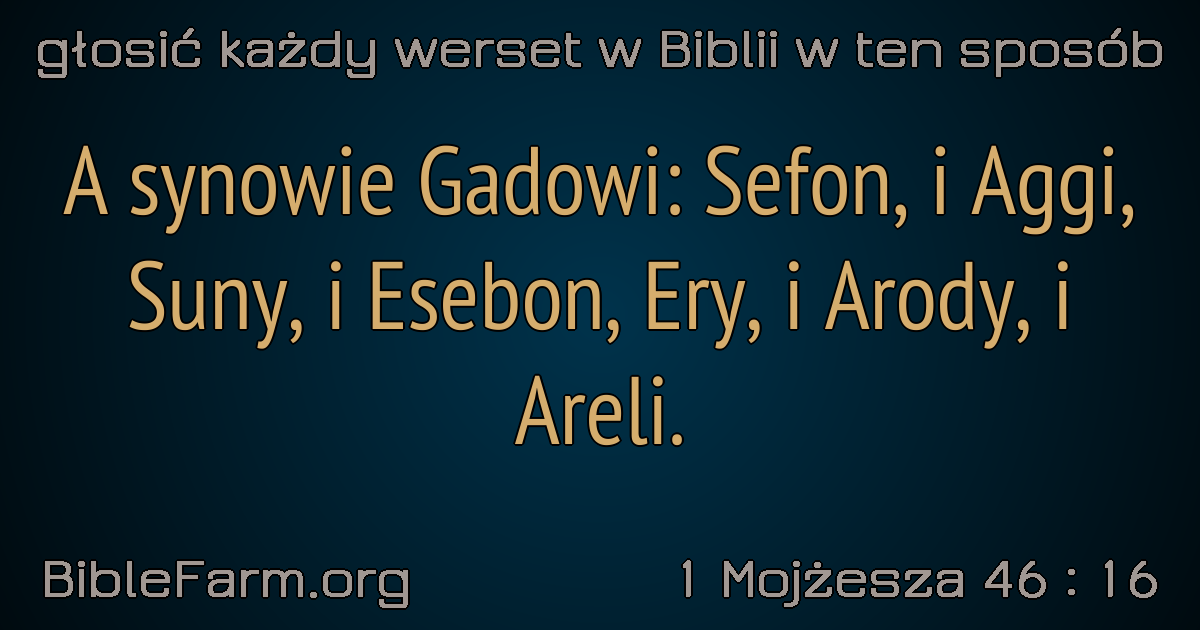 głosić każdy werset w Biblii w ten sposób
A synowie Gadowi: Sefon, i Aggi,
Suny, i Esebon, Ery, i Arody, i
Areli.
BibleFarm.org
1 Mojżesza 46 : 16